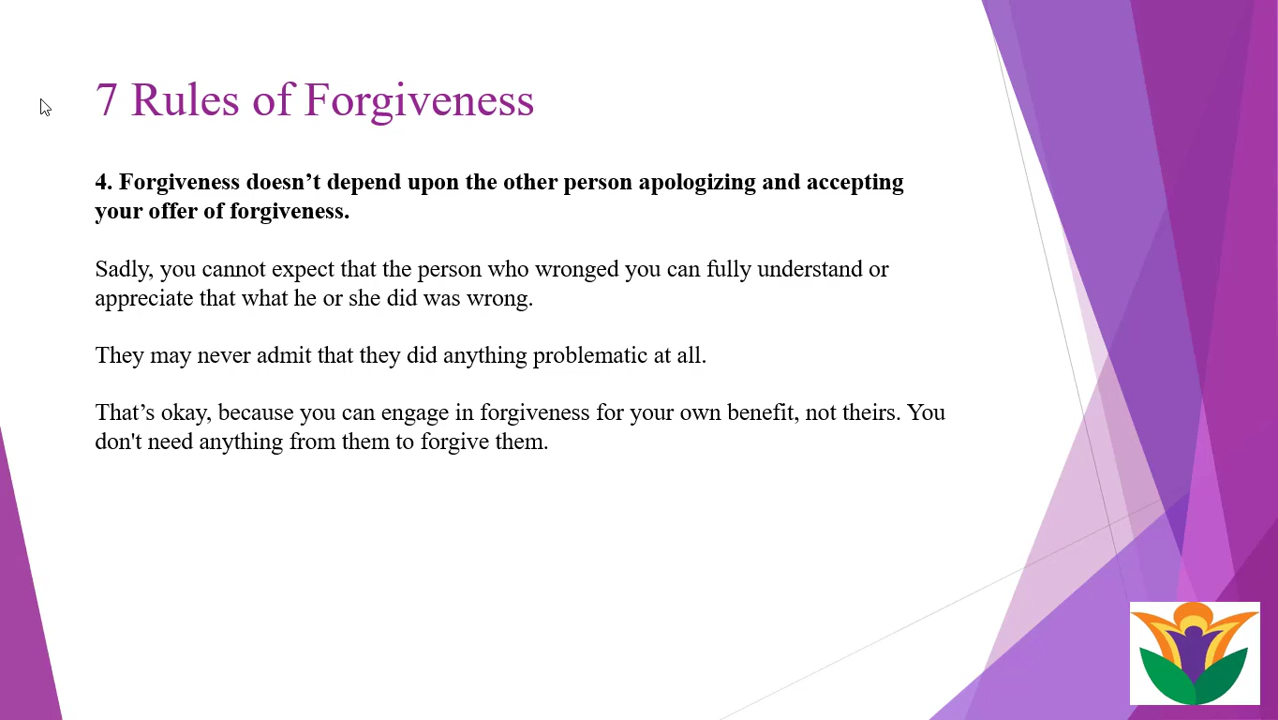 7 Rules of Forgiveness
4. Forgiveness doesn’t depend upon the other person apologizing and accepting
your offer of forgiveness.
Sadly, you cannot expect that the person who wronged you can fully understand or
appreciate that what he or she did was wrong.
They may never admit that they did anything problematic at all.
That’s okay, because you can engage in forgiveness for your own benefit, not theirs. You
don't need anything from them to forgive them.